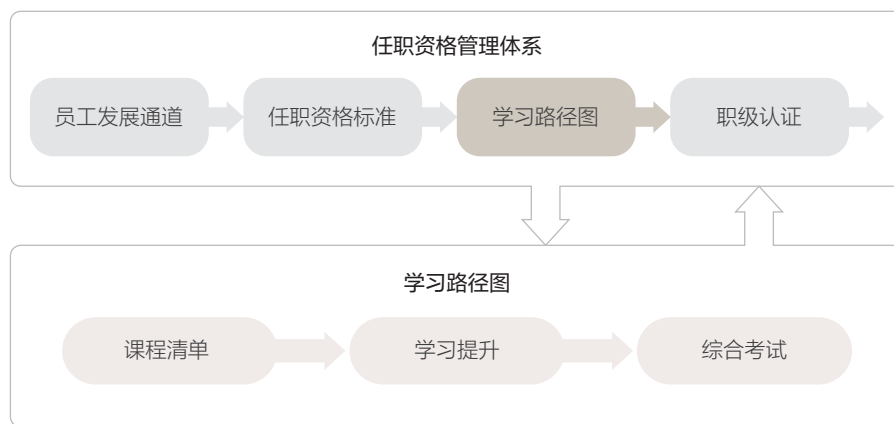 任职资格管理体系
员工发展通道
任职资格标准
学习路径图
职级认证
学习路径图
课程清单
学习提升
综合考试